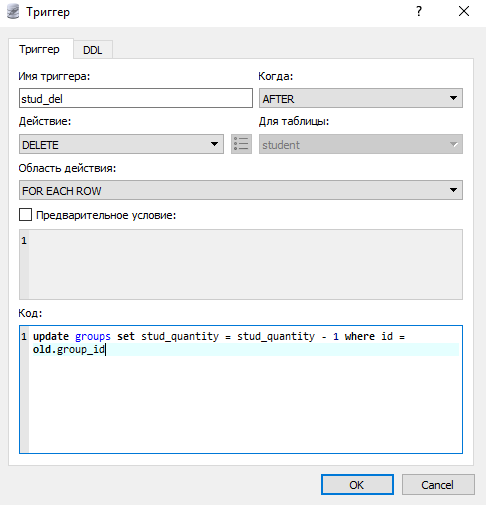 Триггер
?
Триггер DDL
Имя триггера: Когда:
stud_del AFTER
Действие: Для таблицы:
DELETE student
Область действия:
FOR EACH ROW
Предварительное условие:
1
Код:
1 update groups set stud_quantity = stud_quantity - 1 where id =
old.group_id
OK Cancel